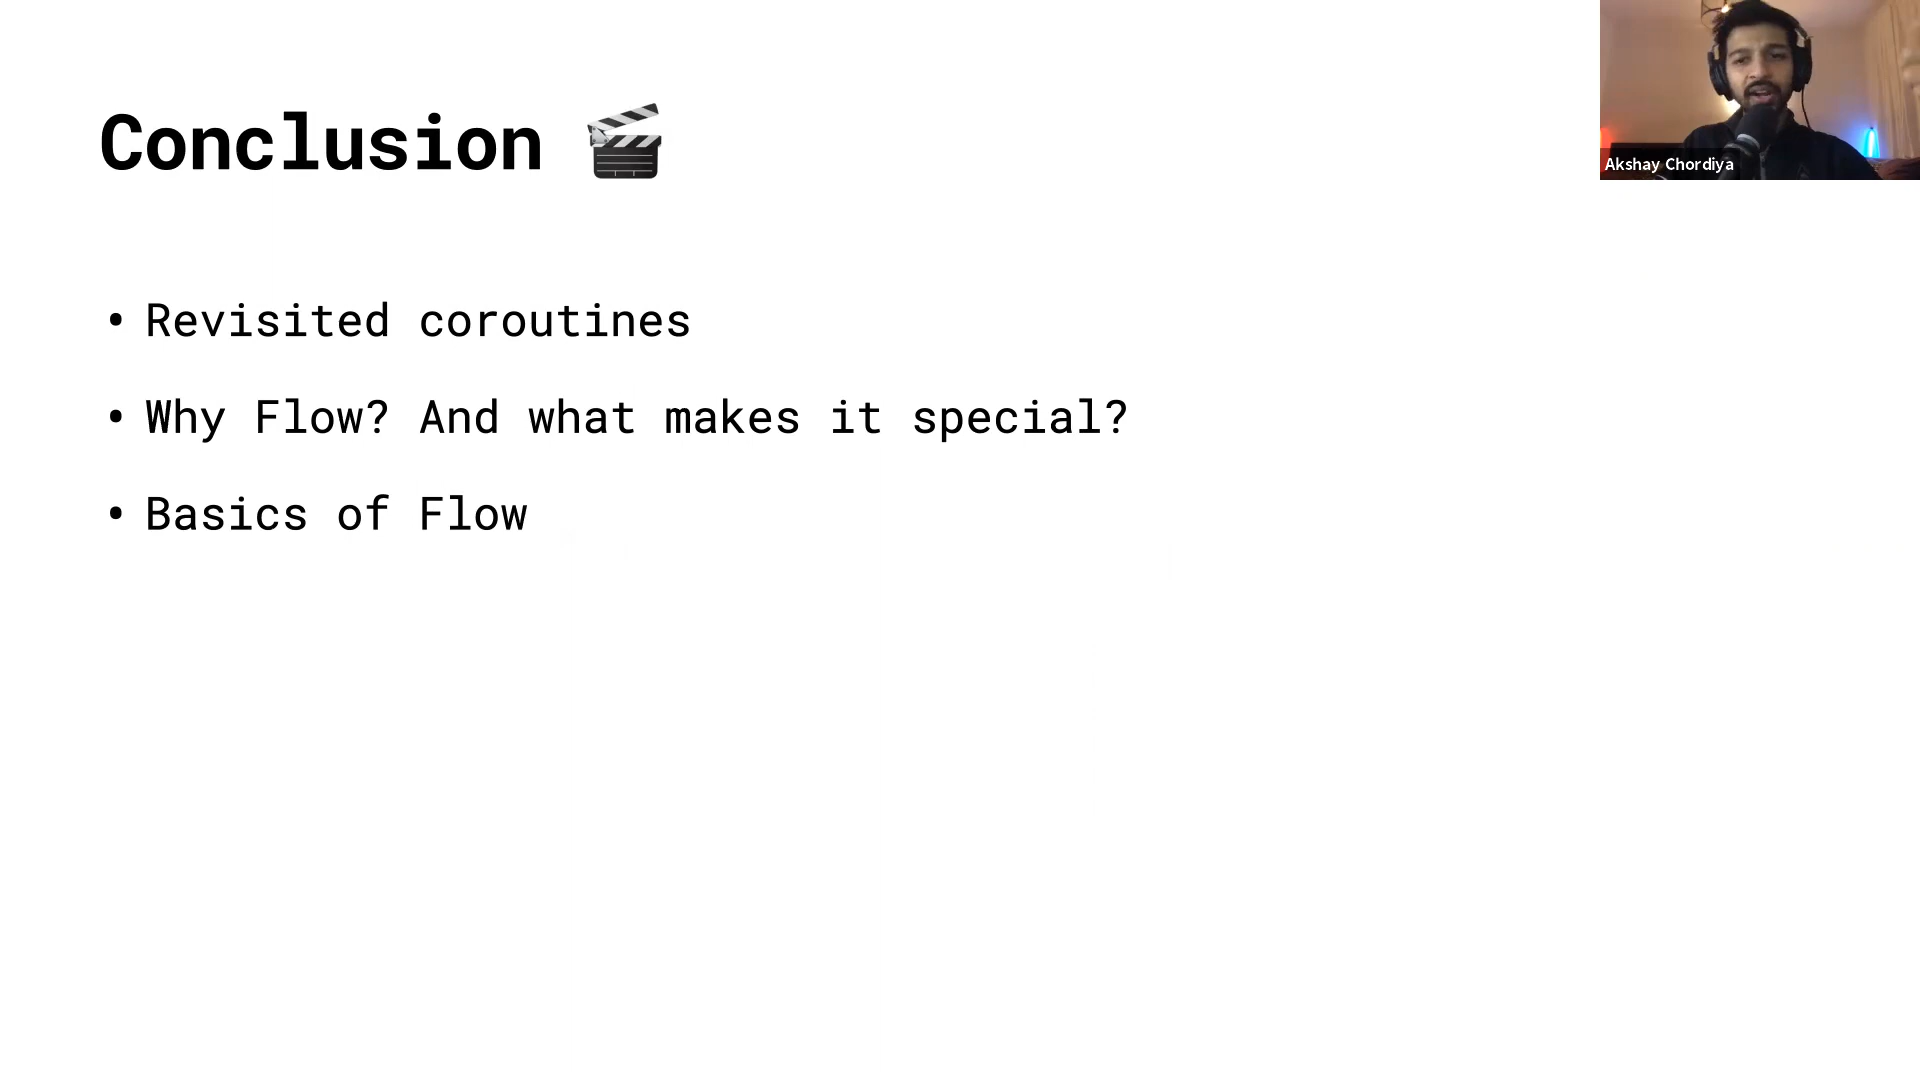 Conclusion 🎬
Akshay Chordiya
• Revisited coroutines
• Why Flow? And what makes it special?
• Basics of Flow